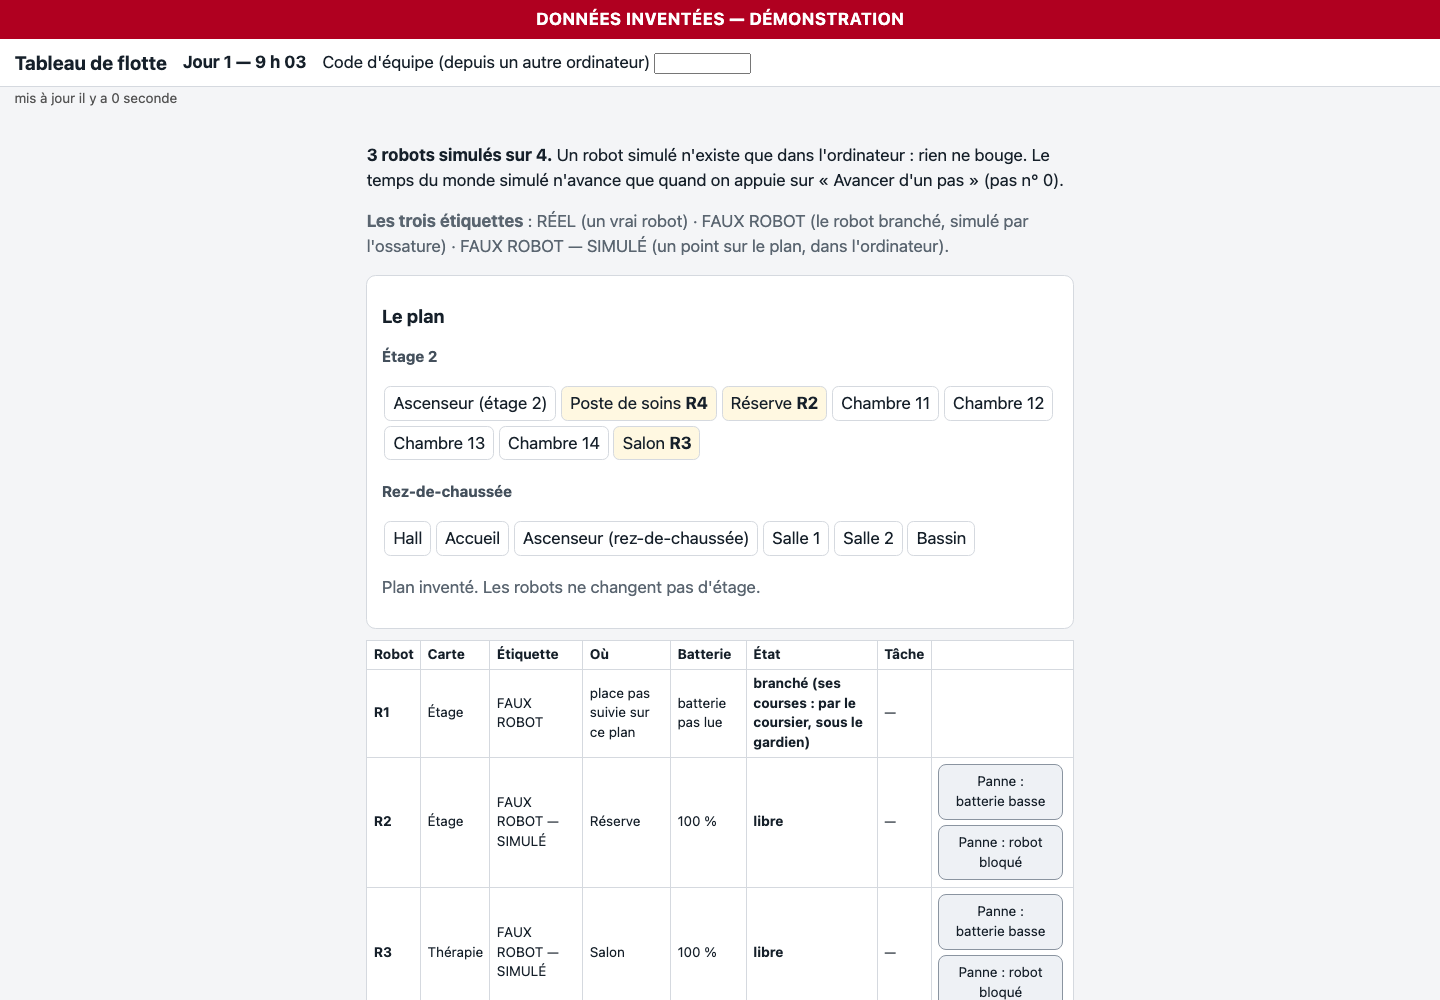 DONNÉES INVENTÉES — DÉMONSTRATION
Tableau de flotte Jour 1 — 9 h 03 Code d'équipe (depuis un autre ordinateur)
mis à jour il y a 0 seconde
3 robots simulés sur 4. Un robot simulé n'existe que dans l'ordinateur : rien ne bouge. Le
temps du monde simulé n'avance que quand on appuie sur « Avancer d'un pas » (pas n° 0).
Les trois étiquettes : RÉEL (un vrai robot) · FAUX ROBOT (le robot branché, simulé par
l'ossature) · FAUX ROBOT — SIMULÉ (un point sur le plan, dans l'ordinateur).
Le plan
Étage 2
Ascenseur (étage 2) Poste de soins R4 Réserve R2 Chambre 11 Chambre 12
Chambre 13 Chambre 14 Salon R3
Rez-de-chaussée
Hall Accueil Ascenseur (rez-de-chaussée) Salle 1 Salle 2 Bassin
Plan inventé. Les robots ne changent pas d'étage.
Robot Carte Étiquette Où Batterie État Tâche
R1 Étage FAUX ROBOT place pas suivie sur ce plan batterie pas lue branché (ses courses : par le coursier, sous le gardien) —
R2 Étage FAUX ROBOT — SIMULÉ Réserve 100 % libre —
Panne : batterie basse
Panne : robot bloqué
R3 Thérapie FAUX ROBOT — SIMULÉ Salon 100 % libre —
Panne : batterie basse
Panne : robot bloqué